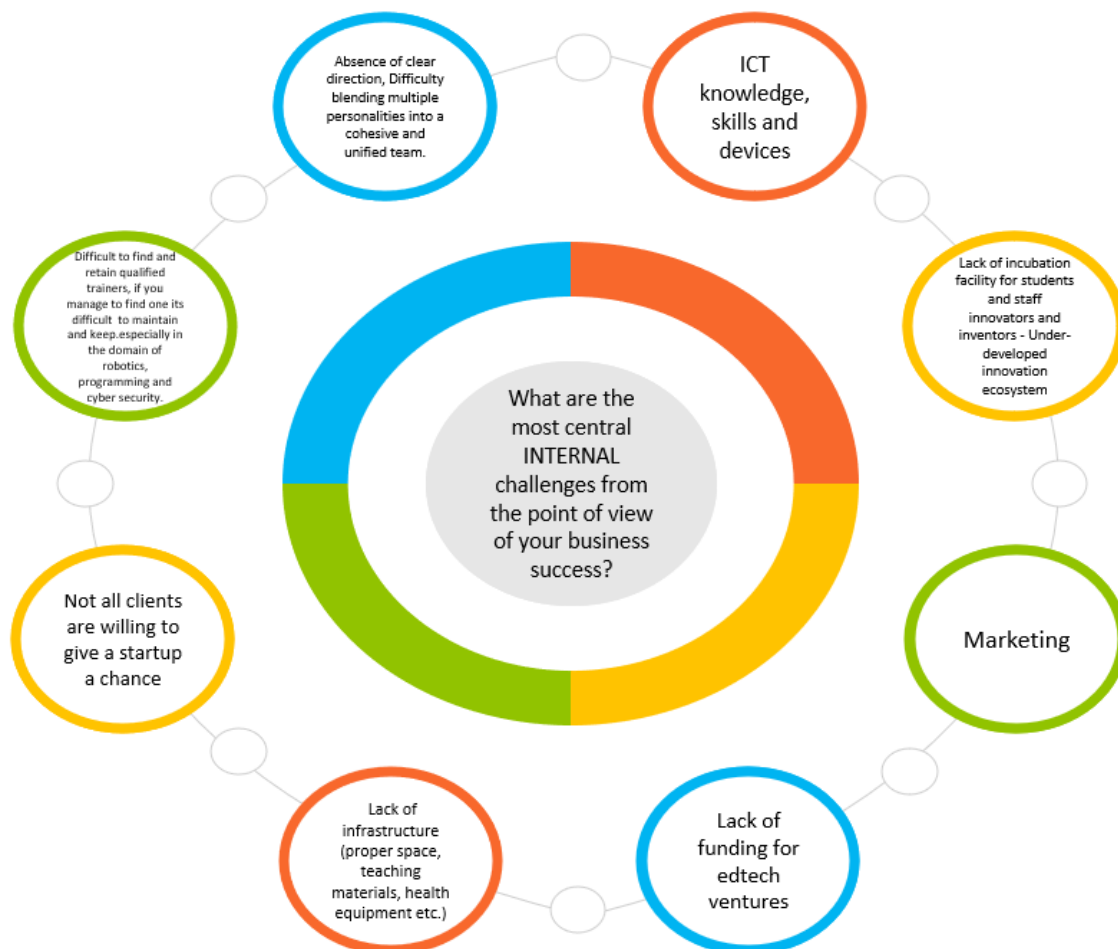 What are the
most central
INTERNAL
challenges from
the point of view
of your business
success?
Absence of clear
direction, Difficulty
blending multiple
personalities into a
cohesive and
unified team.
ICT
knowledge,
skills and
devices
Lack of incubation
facility for students
and staff
innovators and
inventors - Under-
developed
innovation
ecosystem
Marketing
Lack of
funding for
edtech
ventures
Lack of
infrastructure
(proper space,
teaching
materials, health
equipment etc.)
Not all clients
are willing to
give a startup
a chance
Difficult to find and
retain qualified
trainers, if you
manage to find one its
difficult to maintain
and keep.especially in
the domain of
robotics,
programming and
cyber security.